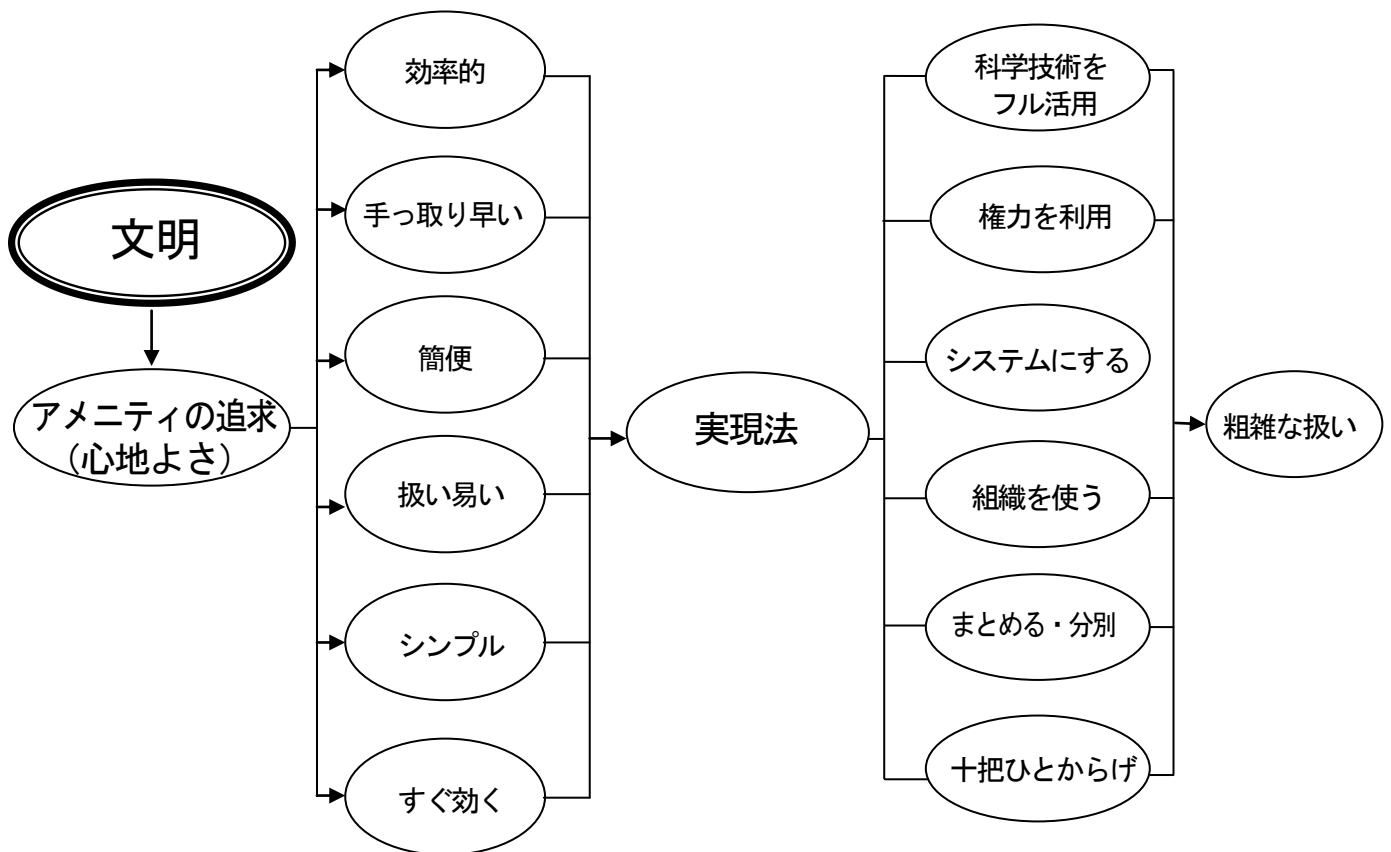 文明
アメニティの追求
（心地よさ）
効率的
手っ取り早い
簡便
扱い易い
シンプル
すぐ効く
実現法
科学技術を
フル活用
権力を利用
システムにする
組織を使う
まとめる・分別
十把ひとからげ
粗雑な扱い